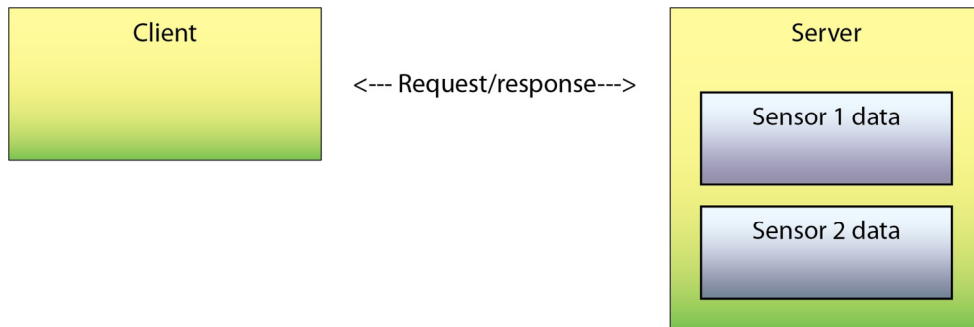 Client
Server
<--- Request/response--->
Sensor 1 data
Sensor 2 data